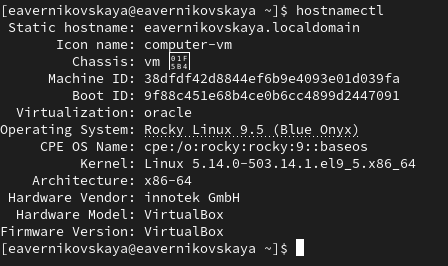 [eavernikovskaya@eavernikovskaya ~]$ hostnamectl
Static hostname: eavernikovskaya.localdomain
Icon name: computer-vm
Chassis: vm 🖴
Machine ID: 38dfdf42d8844ef6b9e4093e01d039fa
Boot ID: 9f88c451e68b4ce0b6cc4899d2447091
Virtualization: oracle
Operating System: Rocky Linux 9.5 (Blue Onyx)
CPE OS Name: cpe:/o:rocky:rocky:9::baseos
Kernel: Linux 5.14.0-503.14.1.el9_5.x86_64
Architecture: x86-64
Hardware Vendor: innotek GmbH
Hardware Model: VirtualBox
Firmware Version: VirtualBox
[eavernikovskaya@eavernikovskaya ~]$